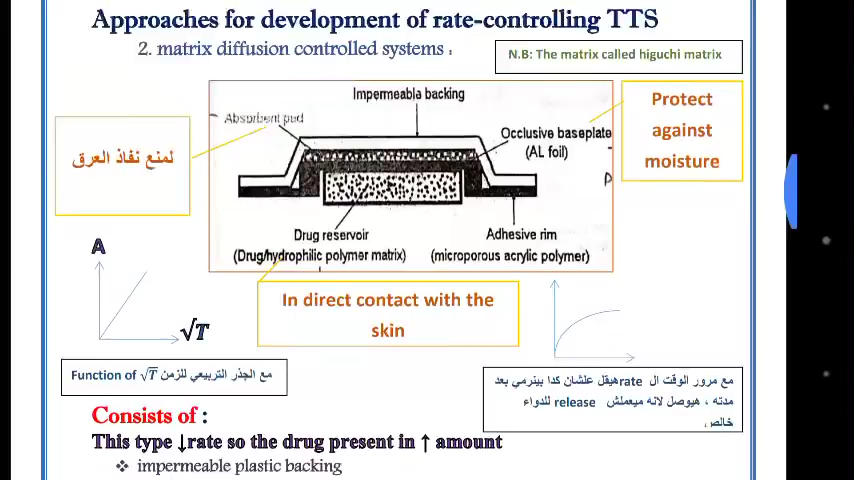 Approaches for development of rate-controlling TTS
2. matrix diffusion controlled systems :
N.B: The matrix called higuchi matrix
Impermeable backing
Absorbent pad
Occlusive baseplate
(AL foil)
Protect
against
moisture
لمنع نفاذ العرق
P
Drug reservoir
(Drug/hydrophilic polymer matrix)
Adhesive rim
(microporous acrylic polymer)
A
√T
In direct contact with the
skin
Function of √T مع الجذر التربيعي للزمن
مع مرور الوقت ال rate هيقل علشان كدا بيترمي بعد
مدته ، هيوصل لانه ميعملش release للدواء
خالص
Consists of :
This type ↓rate so the drug present in ↑ amount
❖ impermeable plastic backing